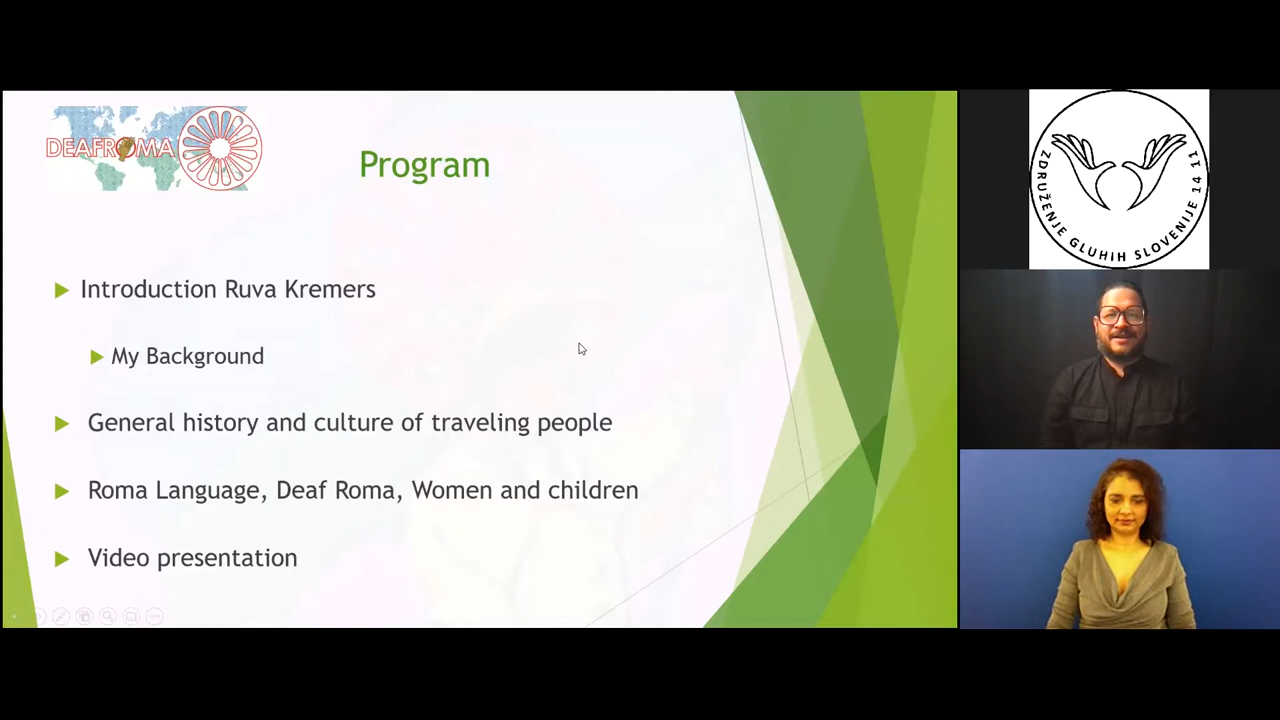 DEAFROMA
Program
Introduction Ruva Kremers
My Background
General history and culture of traveling people
Roma Language, Deaf Roma, Women and children
Video presentation
ZDRUŽENJE GLUHIH SLOVENIJE 14 11